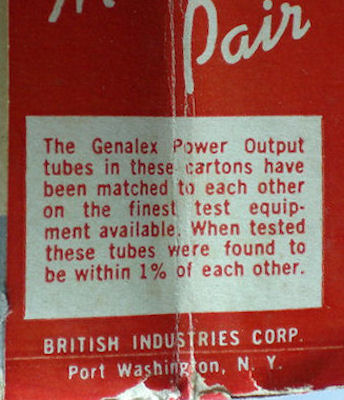 Pair
The Genalex Power Output
tubes in these cartons have
been matched to each other
on the finest test equip-
ment available. When tested
these tubes were found to
be within 1% of each other.
BRITISH INDUSTRIES CORP.
Port Washington, N. Y.